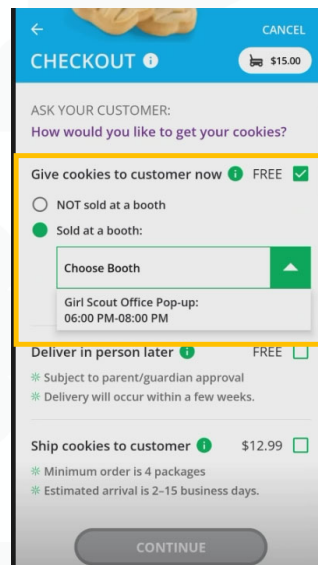 CANCEL
CHECKOUT
$15.00
ASK YOUR CUSTOMER:
How would you like to get your cookies?
Give cookies to customer now FREE
NOT sold at a booth
Sold at a booth:
Choose Booth
Girl Scout Office Pop-up:
06:00 PM-08:00 PM
Deliver in person later FREE
Subject to parent/guardian approval
Delivery will occur within a few weeks.
Ship cookies to customer $12.99
Minimum order is 4 packages
Estimated arrival is 2–15 business days.
CONTINUE